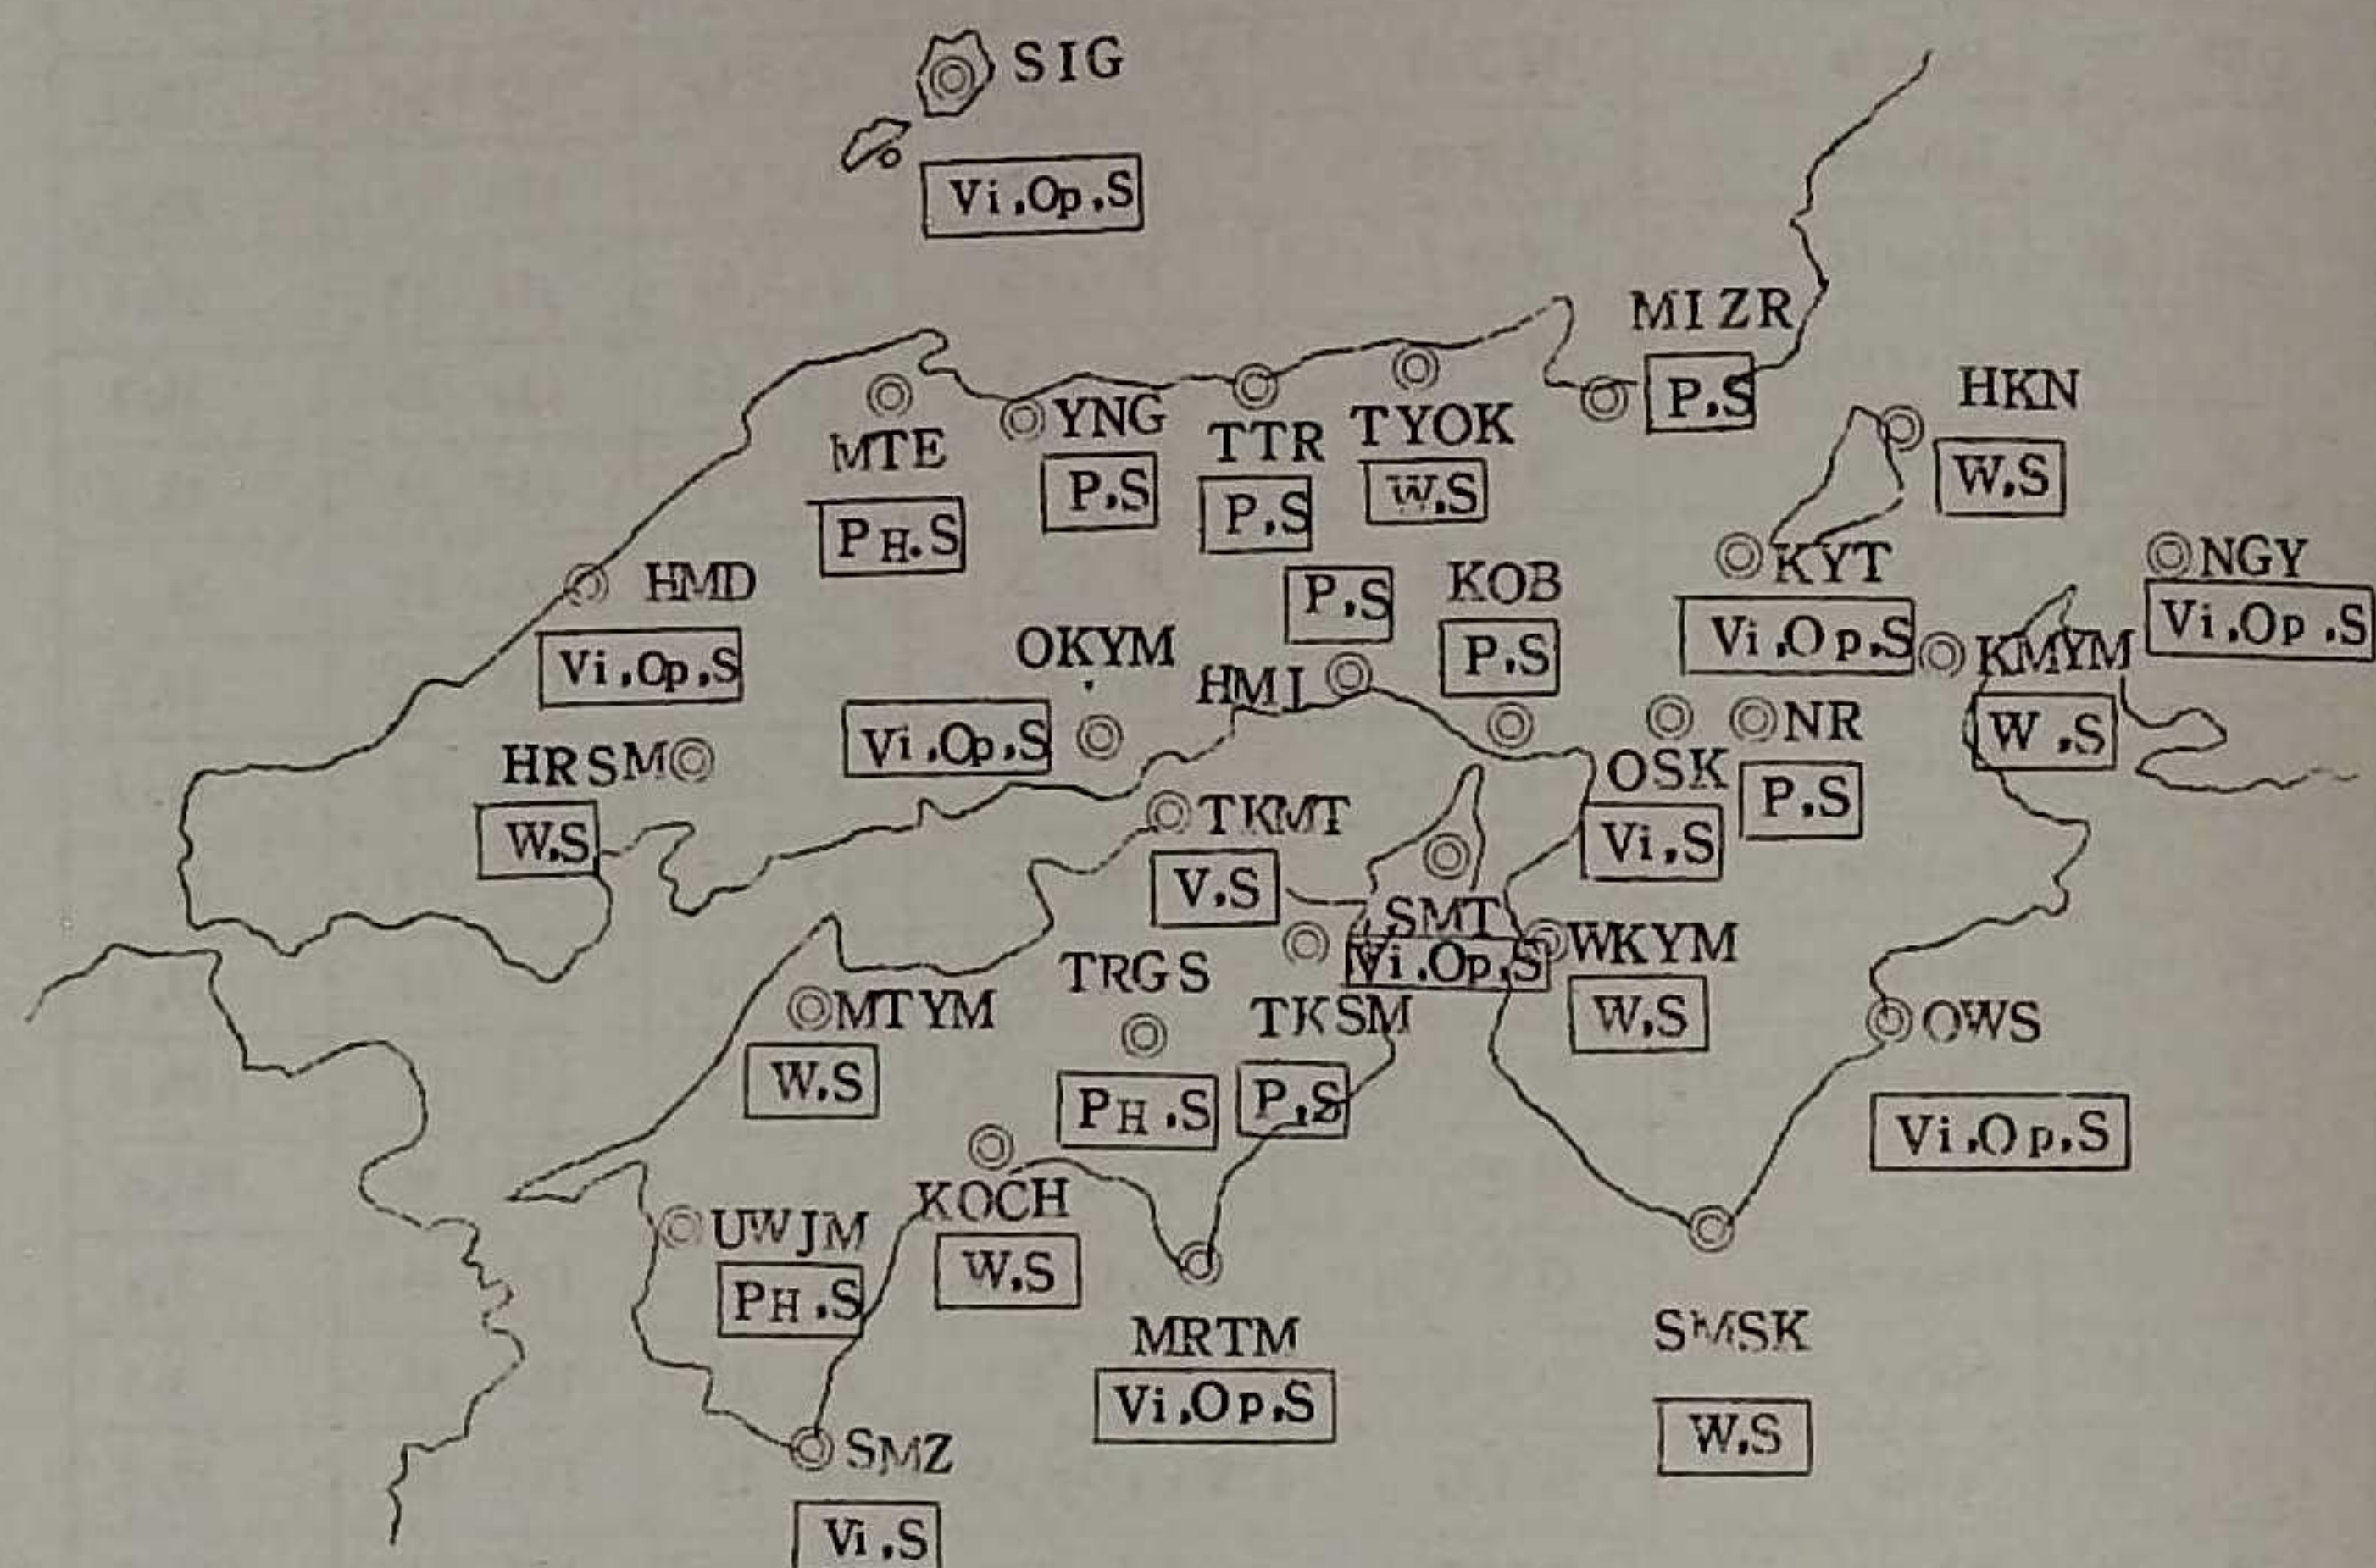 SIG
Vi.Op.S
MIZR
P.S
HKN
W.S
MTE
PH.S
YNG
P.S
TTR
P.S
TYOK
W.S
KYT
Vi.Op.S
NGY
Vi.Op.S
HMD
Vi.Op.S
OKYM
Vi.Op.S
HMJ
P.S
KOB
P.S
KMYM
W.S
HRSM
W.S
OSK
Vi.S
NR
P.S
TKMT
V.S
SMT
Vi.Op.S
WKYM
W.S
TRGS
PH.S
TKSM
P.S
MTYM
W.S
OWS
Vi.Op.S
KOCH
W.S
UWJM
PH.S
MRTM
Vi.Op.S
SMSK
W.S
SMZ
Vi.S